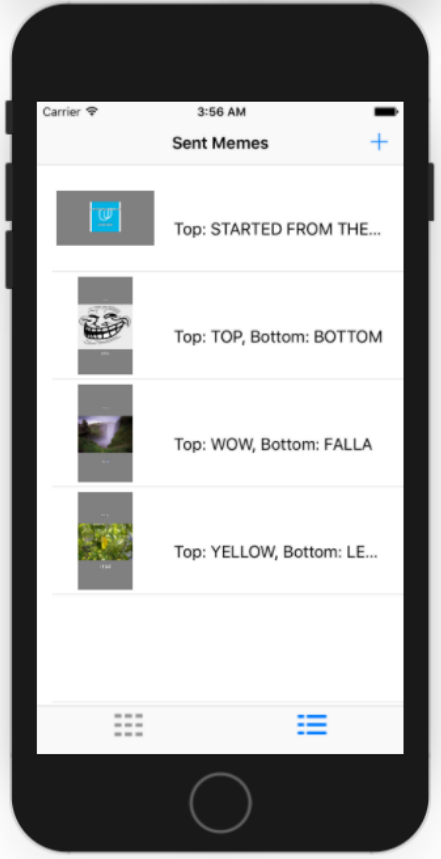 Carrier
3:56 AM
Sent Memes
+
Top: STARTED FROM THE...
Top: TOP, Bottom: BOTTOM
Top: WOW, Bottom: FALLA
Top: YELLOW, Bottom: LE...